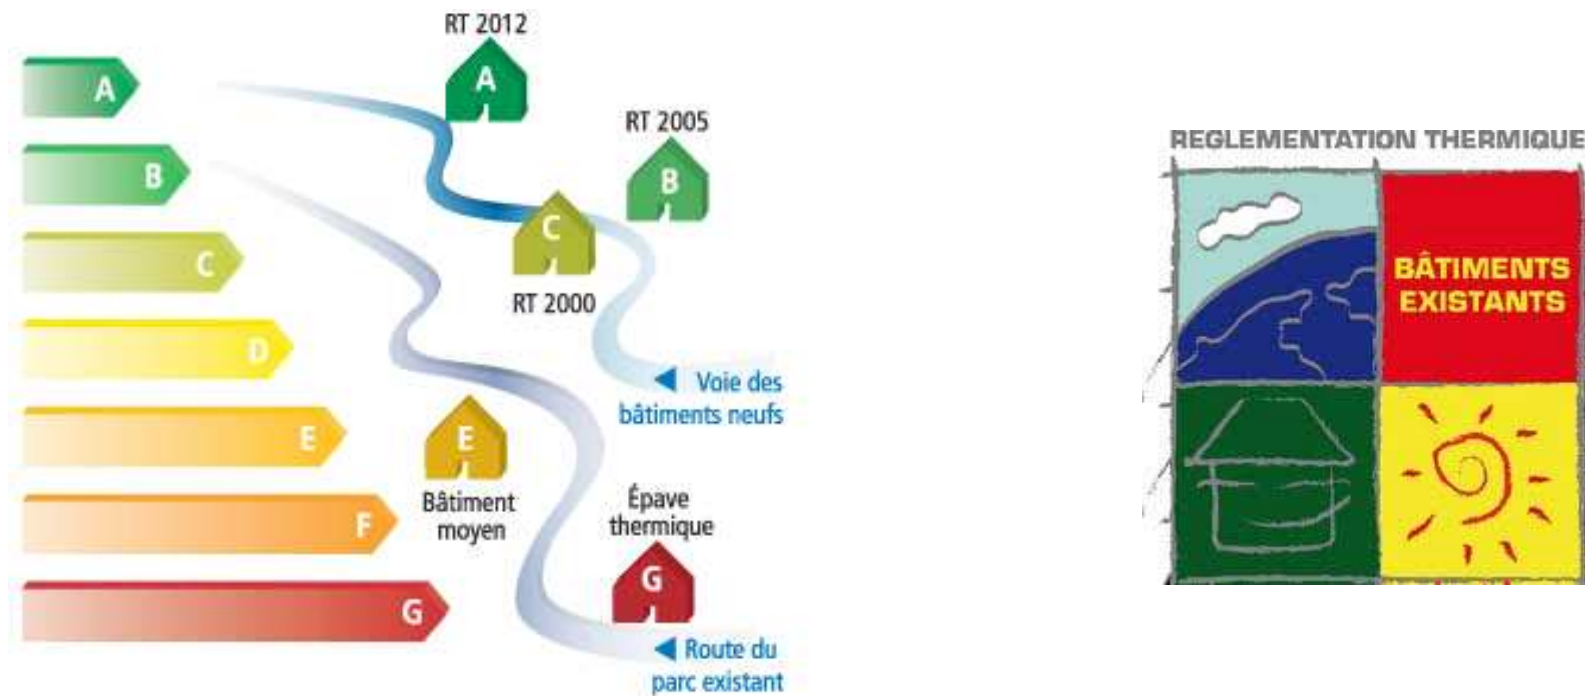 RT 2012
A
A
RT 2005
B
B
C
C
RT 2000
D
Voie des
bâtiments neufs
E
E
Bâtiment
moyen
Épave
thermique
F
G
G
Route du
parc existant
REGLEMENTATION THERMIQUE
BÂTIMENTS
EXISTANTS